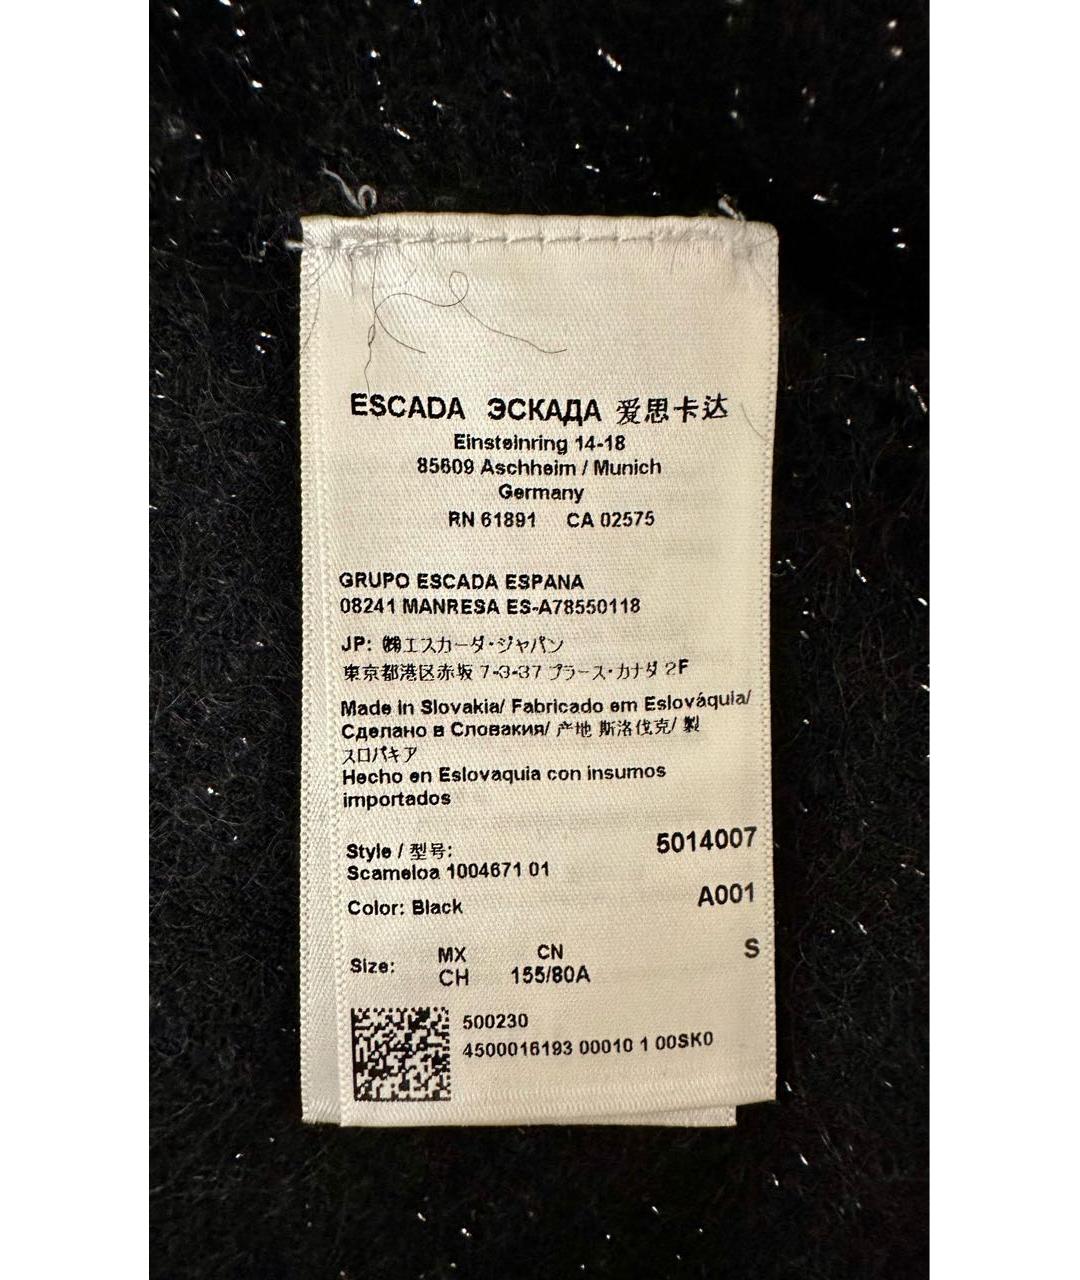 ESCADA ЭСКАДА 爱思卡达
Einsteinring 14-18
85609 Aschheim / Munich
Germany
RN 61891 CA 02575
GRUPO ESCADA ESPANA
08241 MANRESA ES-A78550118
JP: ㈱エスカーダ・ジャパン
東京都港区赤坂 7-3-37 プラース・カナダ 2F
Made in Slovakia/ Fabricado em Eslováquia/
Сделано в Словакия/ 产地 斯洛伐克/ 製
スロバキア
Hecho en Eslovaquia con insumos
importados
Style / 型号: 5014007
Scameloa 1004671 01
Color: Black A001
MX CN S
Size:
CH 155/80A
500230
4500016193 00010 1 00SK0